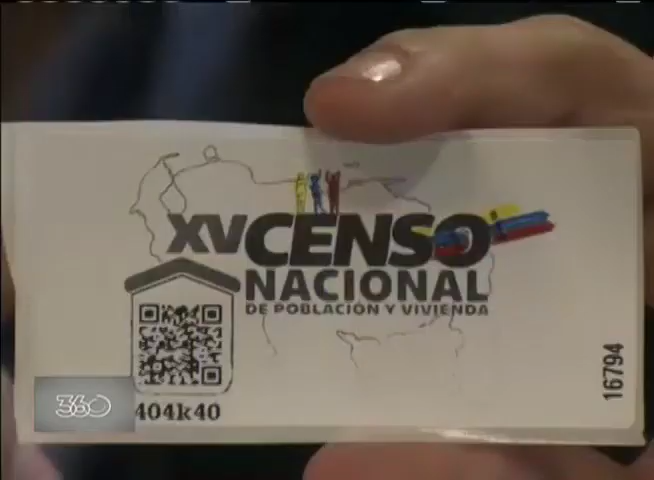 XV CENSO
NACIONAL
DE POBLACIÓN Y VIVIENDA
404k40
16794
360